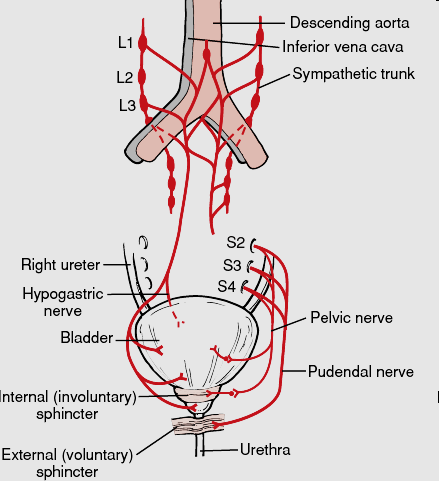 Descending aorta
L1
Inferior vena cava
L2
Sympathetic trunk
L3
S2
Right ureter
S3
S4
Hypogastric
nerve
Pelvic nerve
Bladder
Pudendal nerve
Internal (involuntary)
sphincter
External (voluntary)
sphincter
Urethra